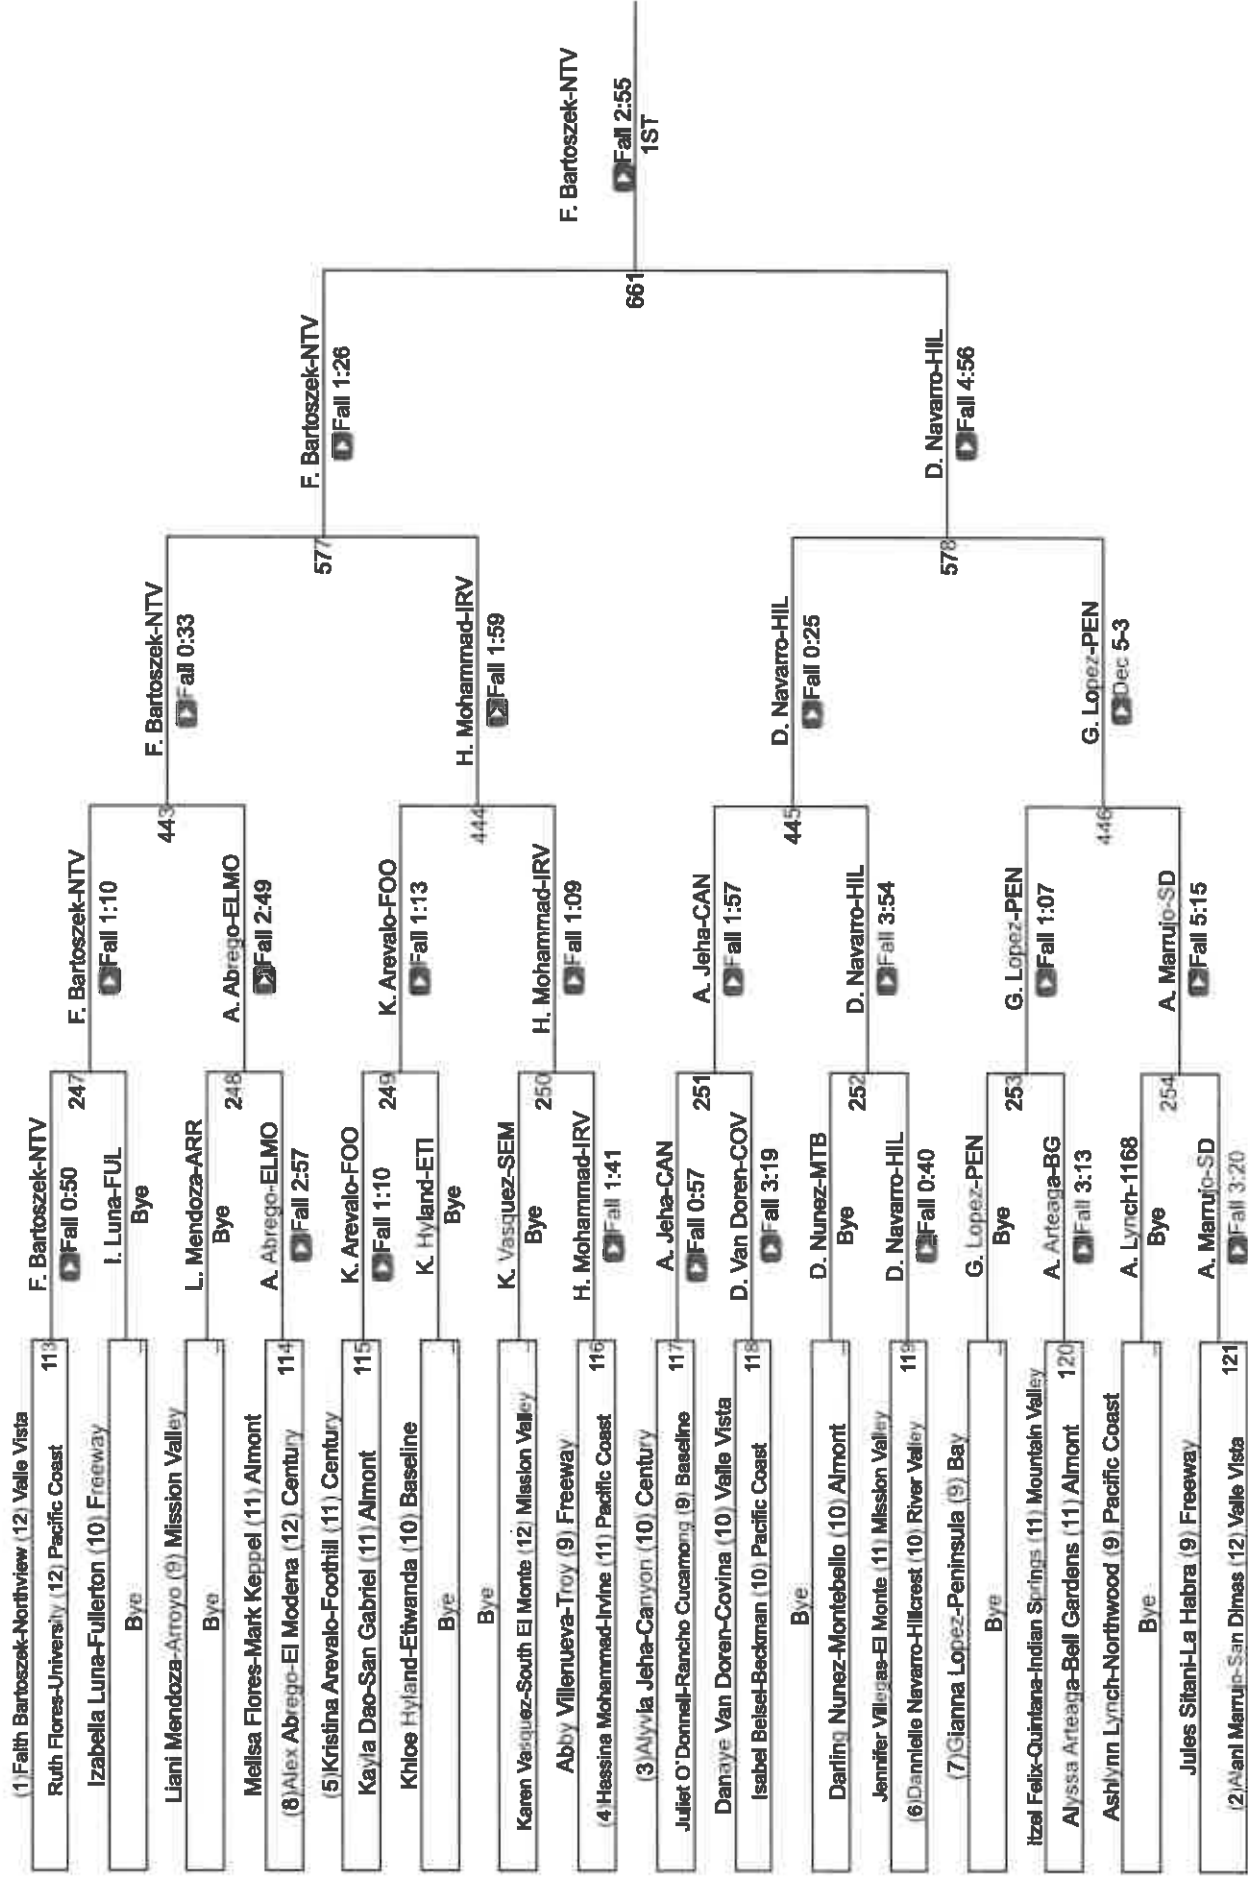 (1)Faith Bartoszek-Northview (12) Valle Vista
113
Ruth Flores-University (12) Pacific Coast
Izabella Luna-Fullerton (10) Freeway
Bye
Liani Mendoza-Arroyo (9) Mission Valley
Bye
Melisa Flores-Mark Keppel (11) Almont
114
(8)Alex Abrego-El Modena (12) Century
(5)Kristina Arevalo-Foothill (11) Century
115
Kayla Dao-San Gabriel (11) Almont
Khloe Hyland-Etiwanda (10) Baseline
Bye
Bye
Karen Vasquez-South El Monte (12) Mission Valley
Abby Villenueva-Troy (9) Freeway
116
(4)Hassina Mohammad-Irvine (11) Pacific Coast
(3)Alyvia Jeha-Canyon (10) Century
117
Juliet O`Donnell-Rancho Cucamong (9) Baseline
Danaye Van Doren-Covina (10) Valle Vista
118
Isabel Beisel-Beckman (10) Pacific Coast
Bye
Darling Nunez-Montebello (10) Almont
Jennifer Villegas-El Monte (11) Mission Valley
119
(6)Dannielle Navarro-Hillcrest (10) River Valley
(7)Gianna Lopez-Peninsula (9) Bay
Bye
Itzel Felix-Quintana-Indian Springs (11) Mountain Valley
120
Alyssa Arteaga-Bell Gardens (11) Almont
Ashlynn Lynch-Northwood (9) Pacific Coast
Bye
Jules Sitani-La Habra (9) Freeway
121
(2)Alani Marrujo-San Dimas (12) Valle Vista
F. Bartoszek-NTV
Fall 0:50
247
I. Luna-FUL
Bye
L. Mendoza-ARR
Bye
248
A. Abrego-ELMO
Fall 2:57
K. Arevalo-FOO
Fall 1:10
249
K. Hyland-ETI
Bye
K. Vasquez-SEM
Bye
250
H. Mohammad-IRV
Fall 1:41
A. Jeha-CAN
Fall 0:57
251
D. Van Doren-COV
Fall 3:19
D. Nunez-MTB
Bye
252
D. Navarro-HIL
Fall 0:40
G. Lopez-PEN
Bye
253
A. Arteaga-BG
Fall 3:13
A. Lynch-1168
Bye
254
A. Marrujo-SD
Fall 3:20
F. Bartoszek-NTV
Fall 1:10
443
A. Abrego-ELMO
Fall 2:49
K. Arevalo-FOO
Fall 1:13
444
H. Mohammad-IRV
Fall 1:09
A. Jeha-CAN
Fall 1:57
445
D. Navarro-HIL
Fall 3:54
G. Lopez-PEN
Fall 1:07
446
A. Marrujo-SD
Fall 5:15
F. Bartoszek-NTV
Fall 0:33
577
H. Mohammad-IRV
Fall 1:59
D. Navarro-HIL
Fall 0:25
578
G. Lopez-PEN
Dec 5-3
F. Bartoszek-NTV
Fall 1:26
661
D. Navarro-HIL
Fall 4:56
F. Bartoszek-NTV
Fall 2:55
1ST